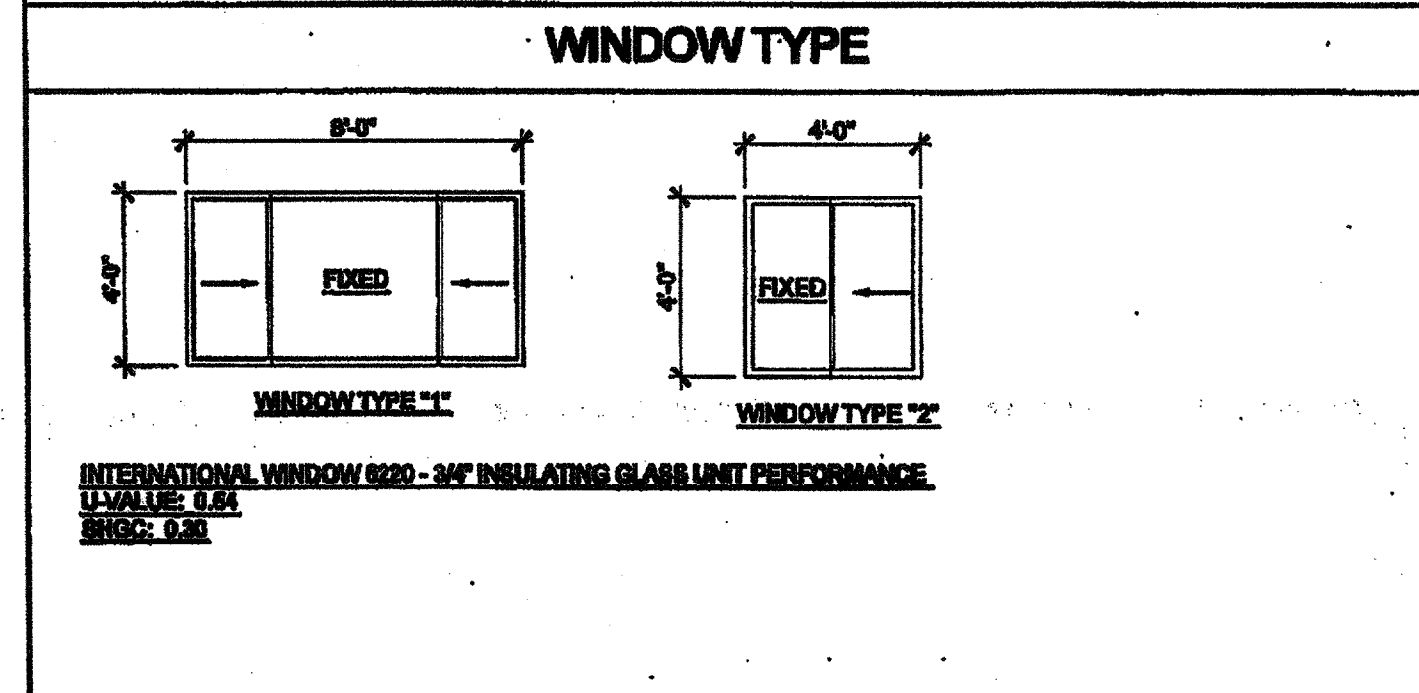 WINDOW TYPE
8'-0"
4'-0"
4'-0"
FIXED
4'-0"
FIXED
WINDOW TYPE "1"
WINDOW TYPE "2"
INTERNATIONAL WINDOW 6220 - 3/4" INSULATING GLASS UNIT PERFORMANCE
U-VALUE: 0.54
SHGC: 0.30